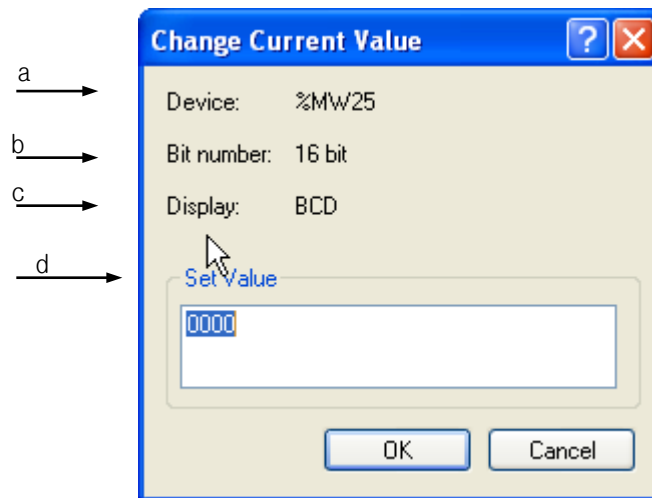 Change Current Value
a
Device: %MW25
b
Bit number: 16 bit
c
Display: BCD
d
Set Value
0000
OK Cancel